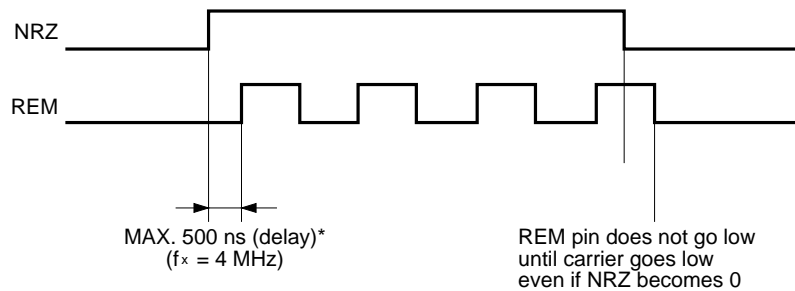 NRZ
REM
MAX. 500 ns (delay)*
(fx = 4 MHz)
REM pin does not go low
until carrier goes low
even if NRZ becomes 0